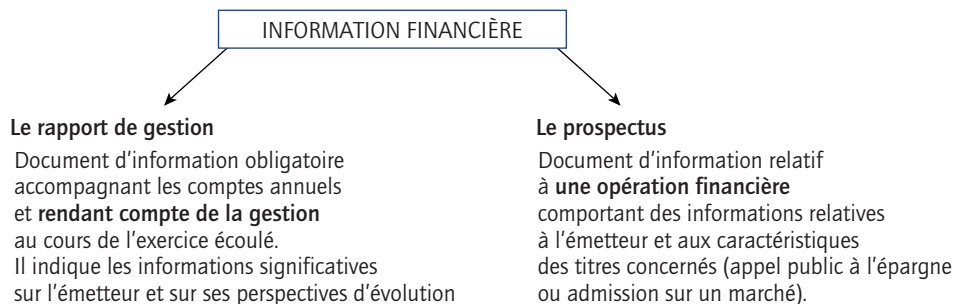 INFORMATION FINANCIÈRE
Le rapport de gestion
Document d'information obligatoire
accompagnant les comptes annuels
et rendant compte de la gestion
au cours de l'exercice écoulé.
Il indique les informations significatives
sur l'émetteur et sur ses perspectives d'évolution
Le prospectus
Document d'information relatif
à une opération financière
comportant des informations relatives
à l'émetteur et aux caractéristiques
des titres concernés (appel public à l'épargne
ou admission sur un marché).